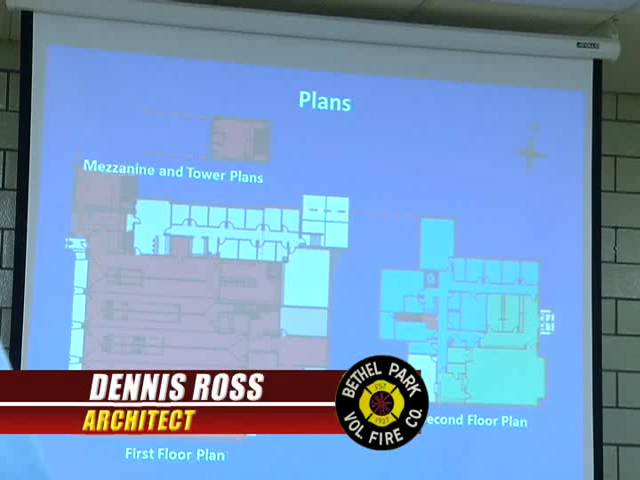 APOLLO
Plans
Mezzanine and Tower Plans
DENNIS ROSS
ARCHITECT
BETHEL PARK
EST.
1927
VOL. FIRE CO.
econd Floor Plan
First Floor Plan